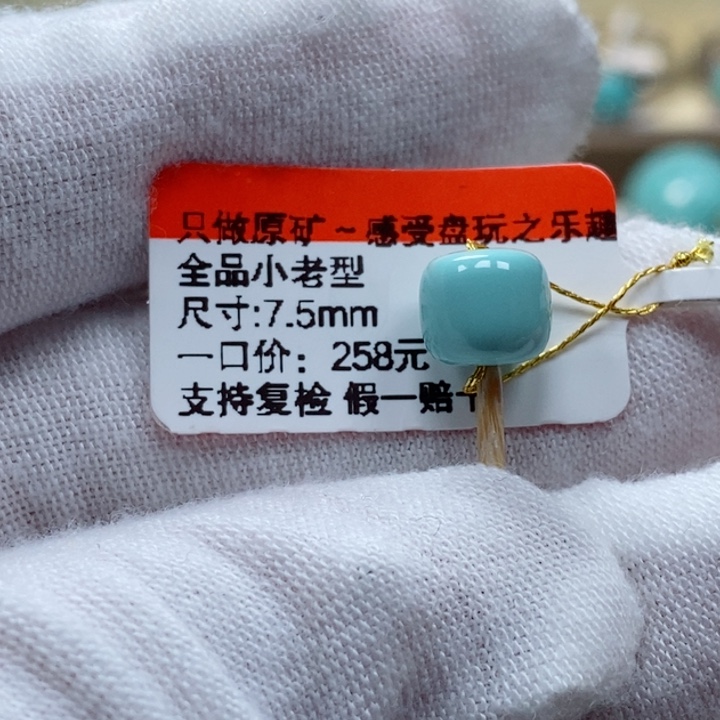 只做原矿~感受盘玩之乐趣
全品小老型
尺寸:7.5mm
一口价：258元
支持复检 假一赔十